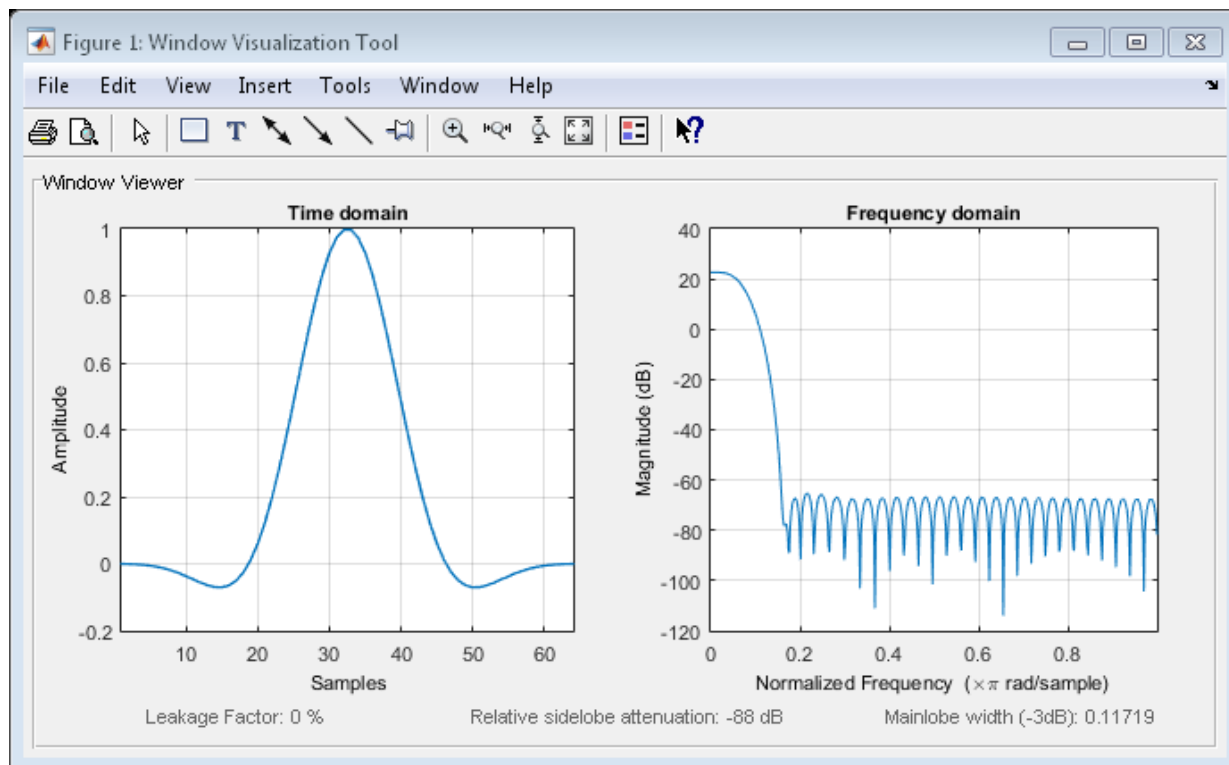 Figure 1: Window Visualization Tool
File Edit View Insert Tools Window Help
T
?
Window Viewer
Time domain
1
0.8
0.6
0.4
0.2
0
-0.2
Amplitude
10 20 30 40 50 60
Samples
Frequency domain
40
20
0
-20
-40
-60
-80
-100
-120
Magnitude (dB)
0 0.2 0.4 0.6 0.8
Normalized Frequency (×π rad/sample)
Leakage Factor: 0 % Relative sidelobe attenuation: -88 dB Mainlobe width (-3dB): 0.11719